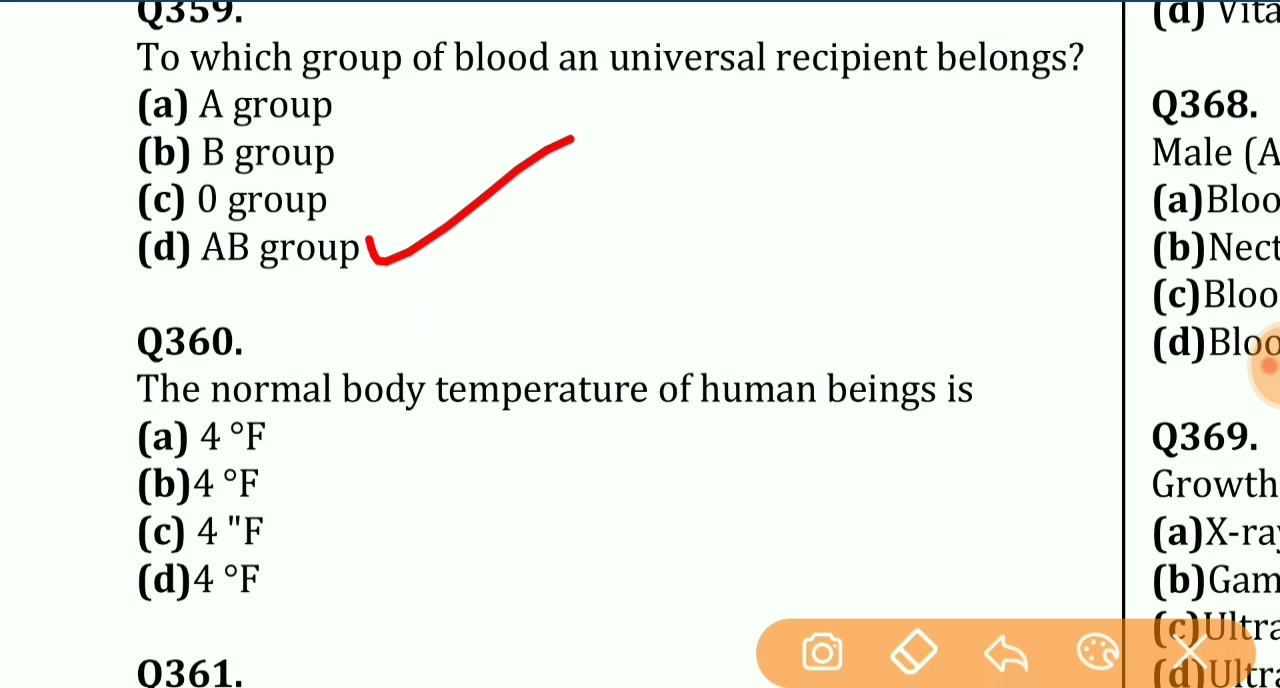 Q359.
To which group of blood an universal recipient belongs?
(a) A group
(b) B group
(c) 0 group
(d) AB group
Q360.
The normal body temperature of human beings is
(a) 4 °F
(b)4 °F
(c) 4 "F
(d)4 °F
Q361.
(d) Vita
Q368.
Male (A
(a)Bloo
(b)Nect
(c)Bloo
(d)Bloo
Q369.
Growth
(a)X-ray
(b)Gam
(c)Ultra
(d)Ultra